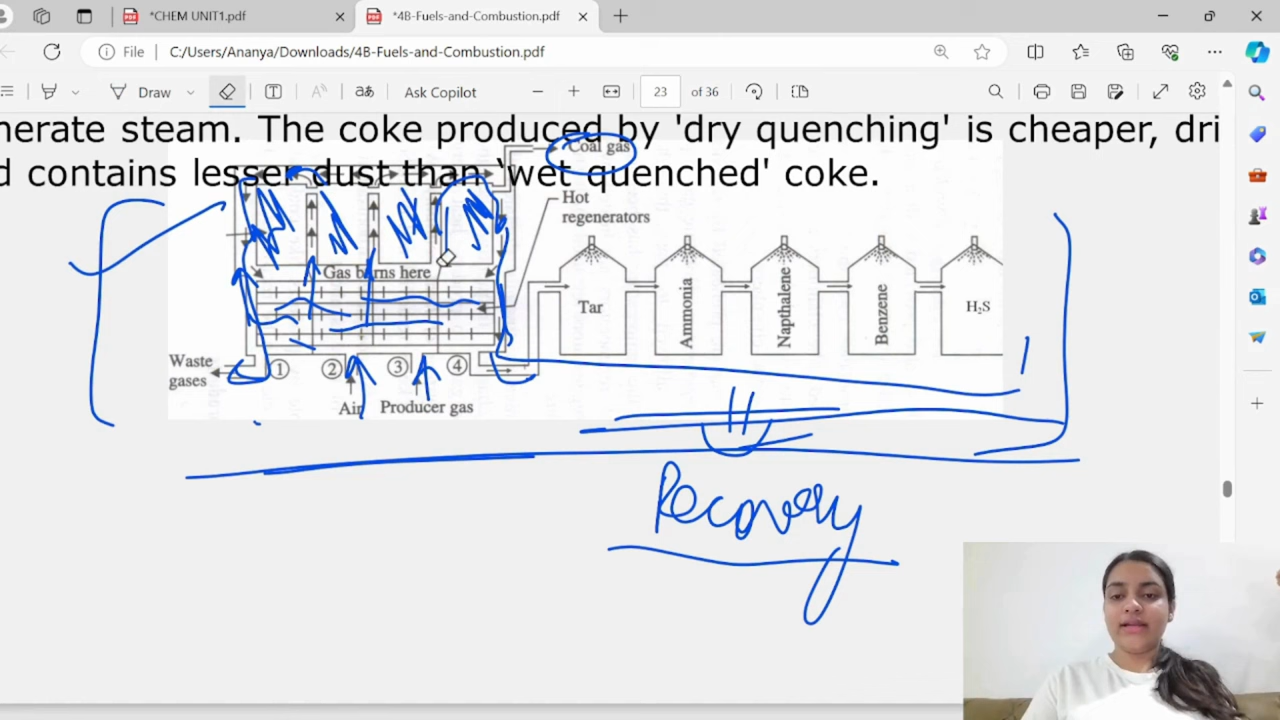 *CHEM UNIT1.pdf
*4B-Fuels-and-Combustion.pdf
File
C:/Users/Ananya/Downloads/4B-Fuels-and-Combustion.pdf
Draw
Ask Copilot
23 of 36
nerate steam. The coke produced by 'dry quenching' is cheaper, dri
d contains lesser dust than 'wet quenched' coke.
Coal gas
Hot
regenerators
Gas burns here
Tar
Ammonia
Napthalene
Benzene
H₂S
Waste
gases
① ② ③ ④
Air
Producer gas
Recovery